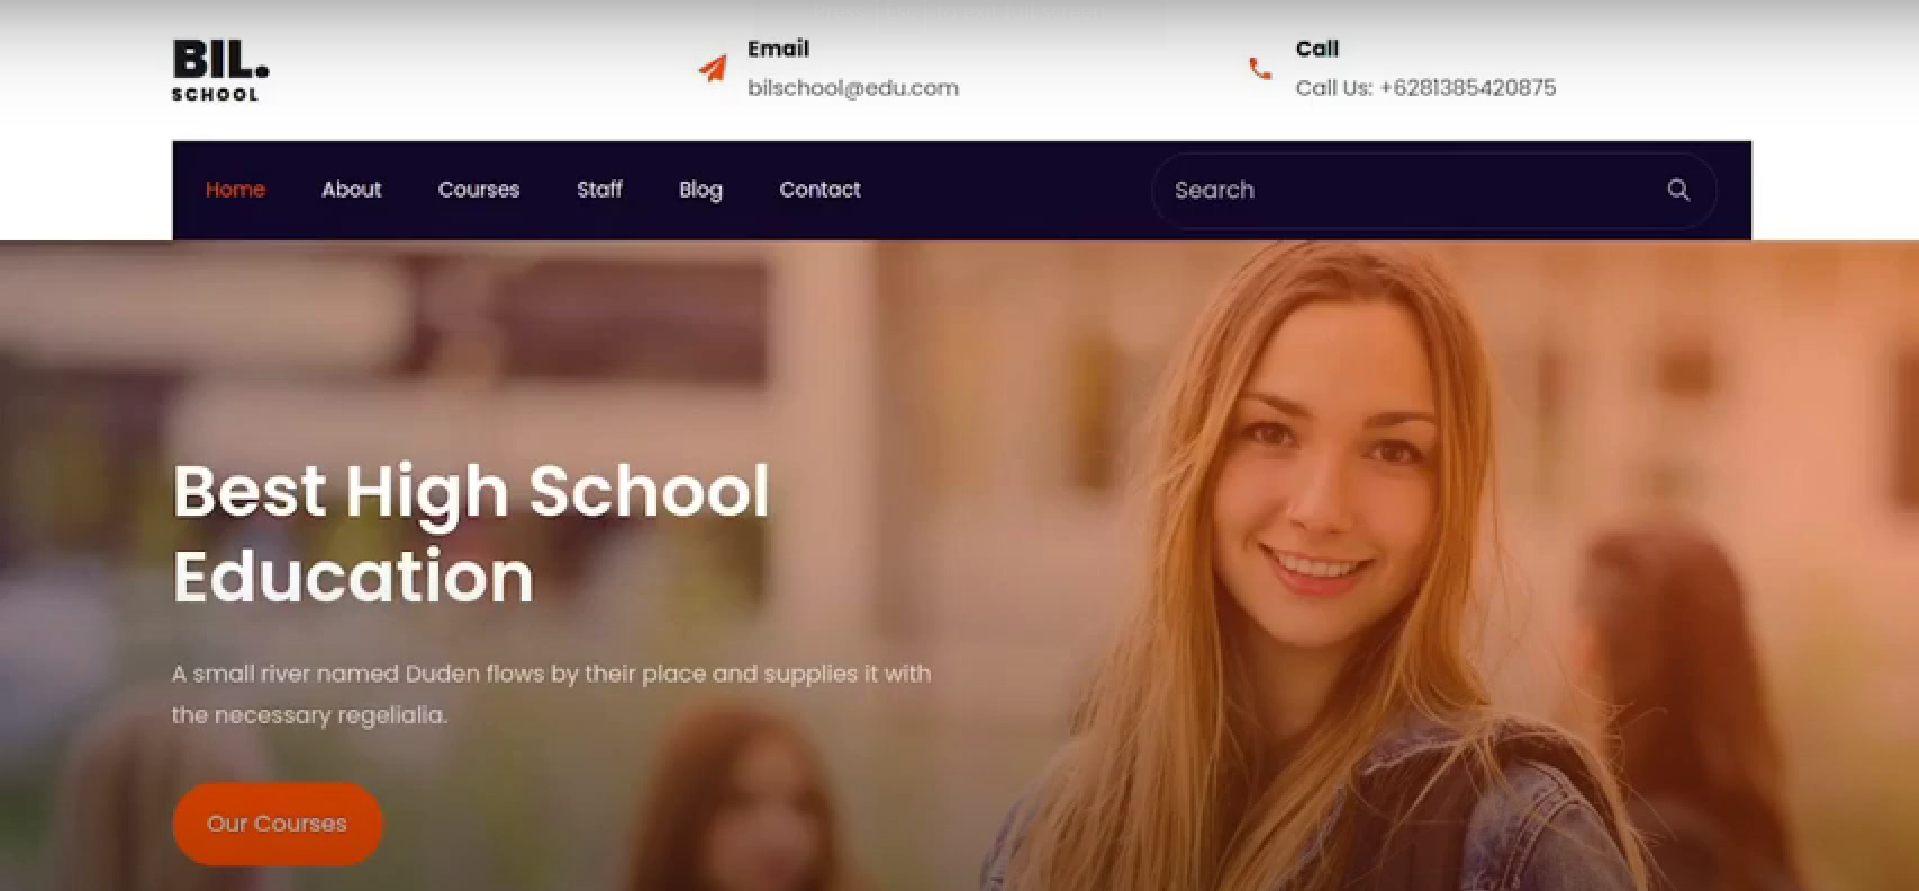 BIL.
SCHOOL
Email
bilschool@edu.com
Call
Call Us: +6281385420875
Home About Courses Staff Blog Contact Search
Best High School
Education
A small river named Duden flows by their place and supplies it with
the necessary regelialia.
Our Courses